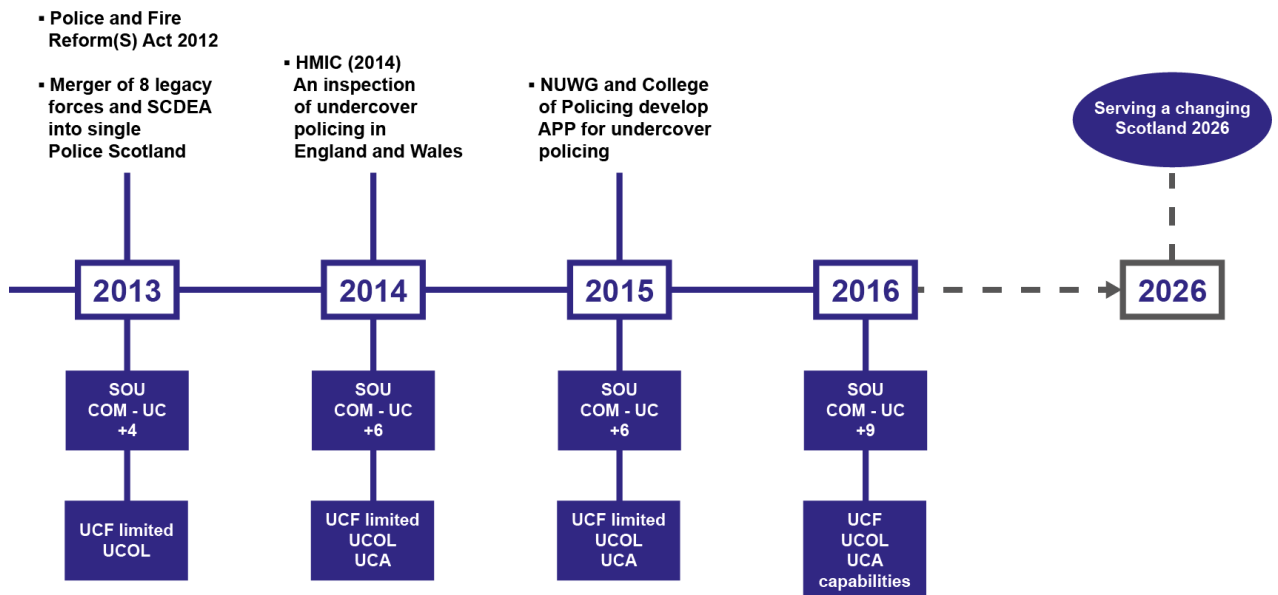 ▪ Police and Fire
Reform(S) Act 2012
▪ Merger of 8 legacy
forces and SCDEA
into single
Police Scotland
▪ HMIC (2014)
An inspection
of undercover
policing in
England and Wales
▪ NUWG and College
of Policing develop
APP for undercover
policing
Serving a changing
Scotland 2026
2013
2014
2015
2016
2026
SOU
COM - UC
+4
SOU
COM - UC
+6
SOU
COM - UC
+6
SOU
COM - UC
+9
UCF limited
UCOL
UCF limited
UCOL
UCA
UCF limited
UCOL
UCA
UCF
UCOL
UCA
capabilities